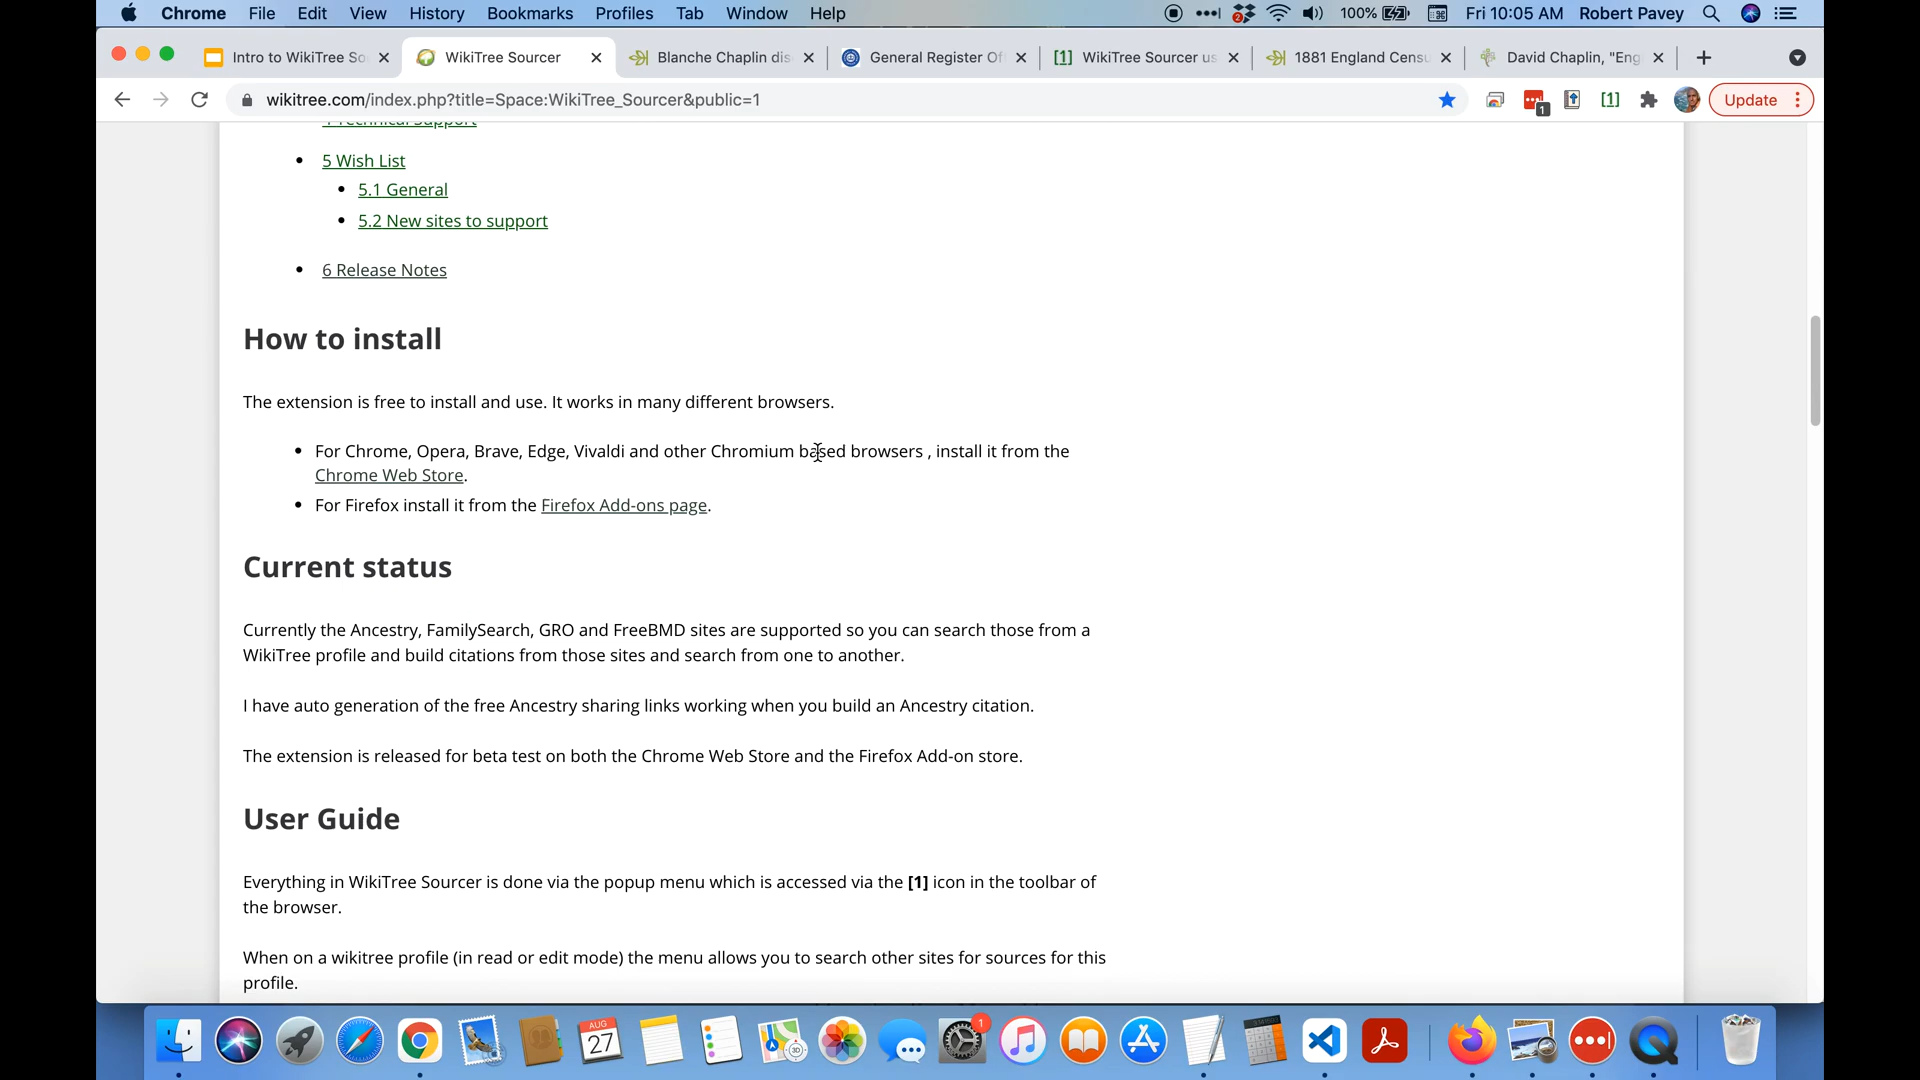 Chrome File Edit View History Bookmarks Profiles Tab Window Help 100% Fri 10:05 AM Robert Pavey
Intro to WikiTree So WikiTree Sourcer Blanche Chaplin dis General Register Of [1] WikiTree Sourcer us 1881 England Censu David Chaplin, "Eng
wikitree.com/index.php?title=Space:WikiTree_Sourcer&public=1 1 [1] Update
4 Technical Support
5 Wish List
5.1 General
5.2 New sites to support
6 Release Notes
How to install
The extension is free to install and use. It works in many different browsers.
For Chrome, Opera, Brave, Edge, Vivaldi and other Chromium based browsers , install it from the
Chrome Web Store.
For Firefox install it from the Firefox Add-ons page.
Current status
Currently the Ancestry, FamilySearch, GRO and FreeBMD sites are supported so you can search those from a
WikiTree profile and build citations from those sites and search from one to another.
I have auto generation of the free Ancestry sharing links working when you build an Ancestry citation.
The extension is released for beta test on both the Chrome Web Store and the Firefox Add-on store.
User Guide
Everything in WikiTree Sourcer is done via the popup menu which is accessed via the [1] icon in the toolbar of
the browser.
When on a wikitree profile (in read or edit mode) the menu allows you to search other sites for sources for this
profile.
AUG
27
3D
1